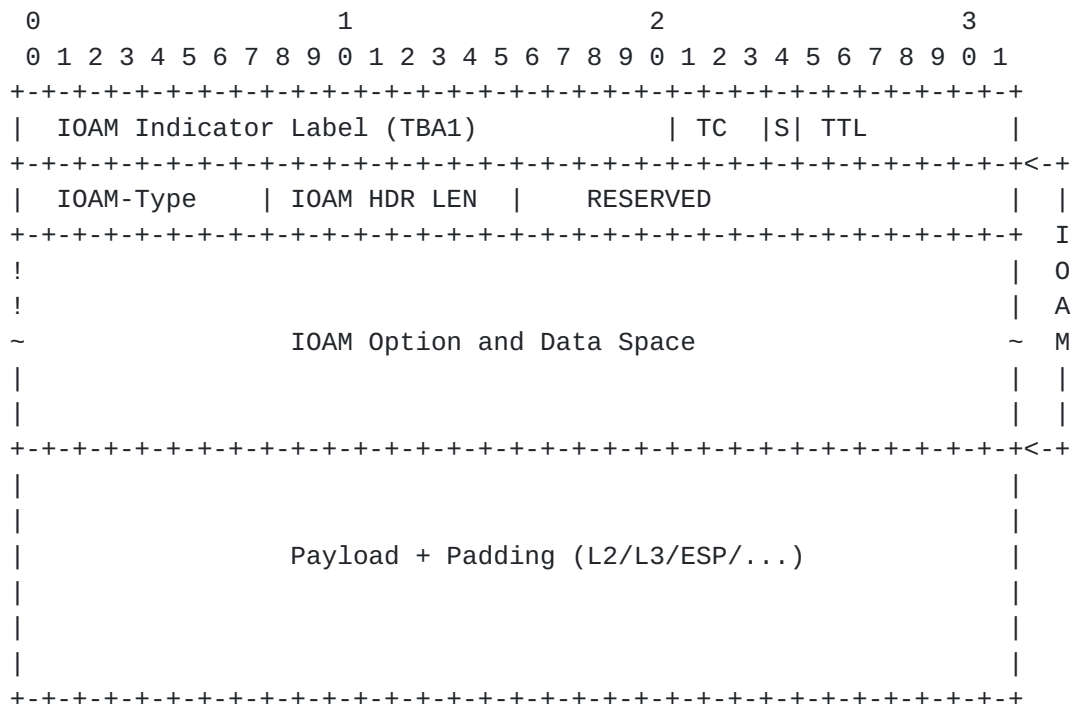 0                   1                   2                   3
 0 1 2 3 4 5 6 7 8 9 0 1 2 3 4 5 6 7 8 9 0 1 2 3 4 5 6 7 8 9 0 1
+-+-+-+-+-+-+-+-+-+-+-+-+-+-+-+-+-+-+-+-+-+-+-+-+-+-+-+-+-+-+-+-+
|  IOAM Indicator Label (TBA1)            | TC  |S| TTL           |
+-+-+-+-+-+-+-+-+-+-+-+-+-+-+-+-+-+-+-+-+-+-+-+-+-+-+-+-+-+-+-+-+<-+
|  IOAM-Type    | IOAM HDR LEN  |    RESERVED                   |  |
+-+-+-+-+-+-+-+-+-+-+-+-+-+-+-+-+-+-+-+-+-+-+-+-+-+-+-+-+-+-+-+-+  I
!                                                               |  O
!                                                               |  A
~                 IOAM Option and Data Space                    ~  M
|                                                               |  |
|                                                               |  |
+-+-+-+-+-+-+-+-+-+-+-+-+-+-+-+-+-+-+-+-+-+-+-+-+-+-+-+-+-+-+-+-+<-+
|                                                               |
|                                                               |
|                 Payload + Padding (L2/L3/ESP/...)             |
|                                                               |
|                                                               |
|                                                               |
+-+-+-+-+-+-+-+-+-+-+-+-+-+-+-+-+-+-+-+-+-+-+-+-+-+-+-+-+-+-+-+-+